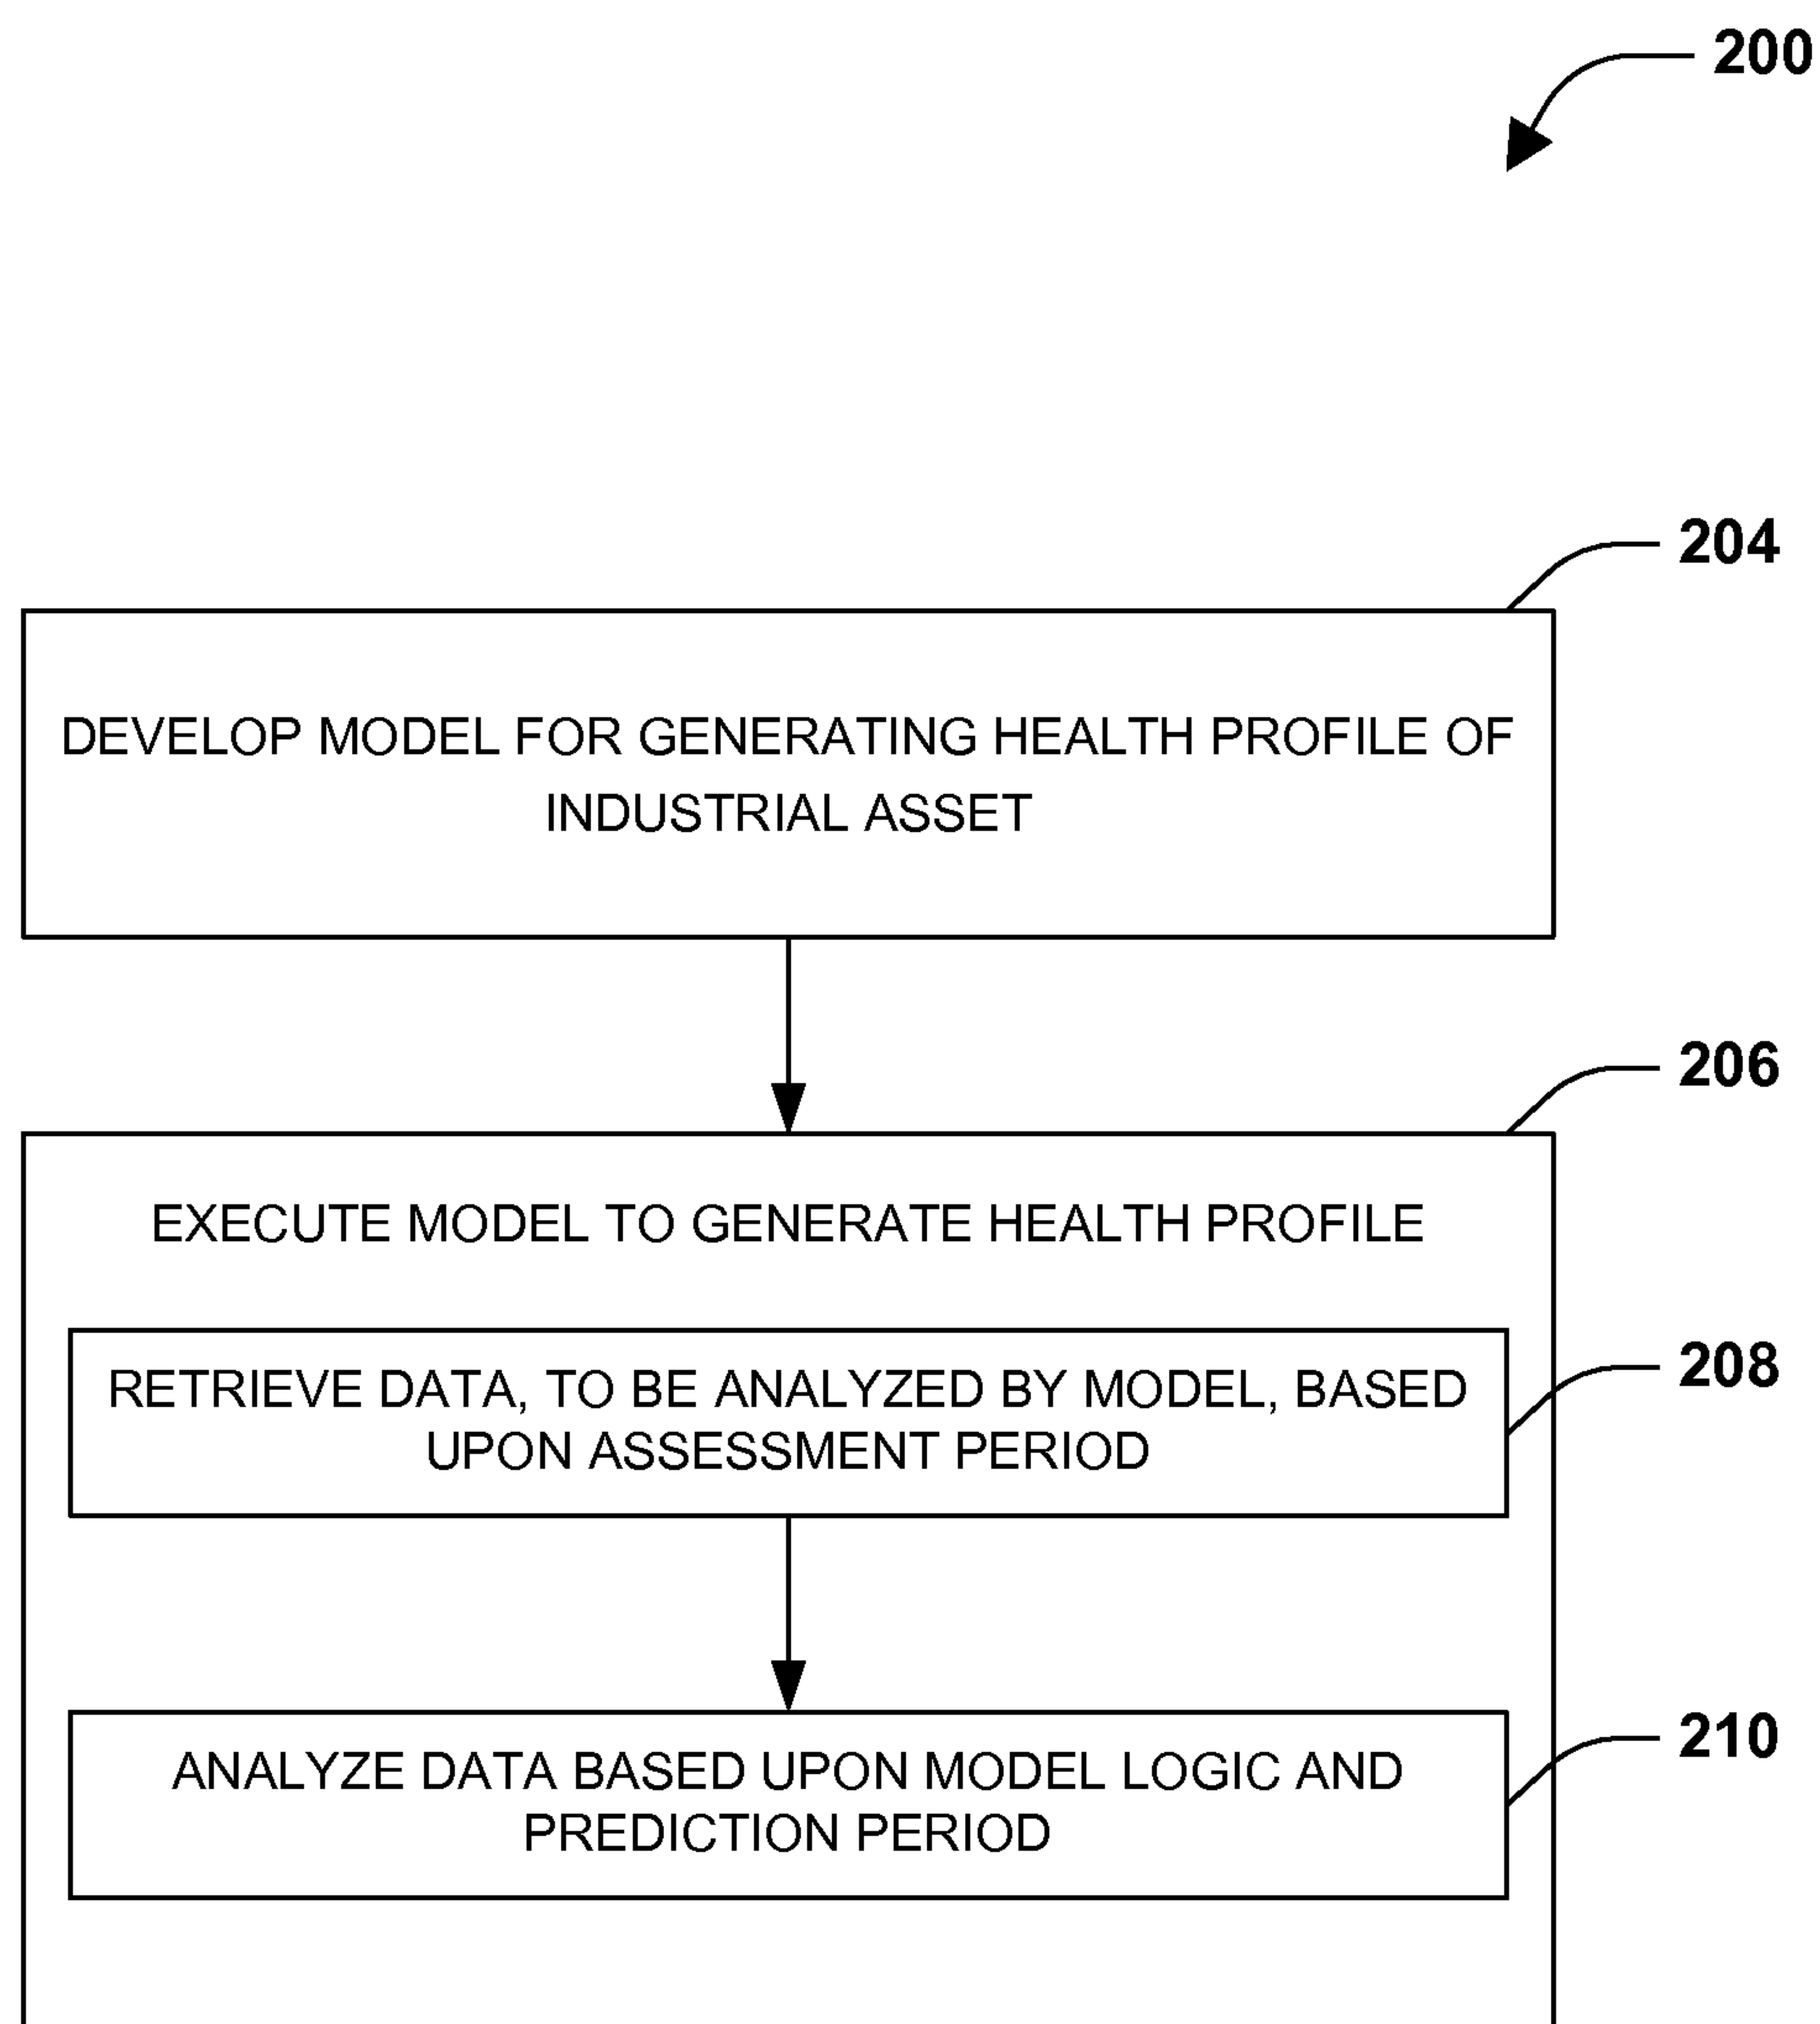 200
204
DEVELOP MODEL FOR GENERATING HEALTH PROFILE OF
INDUSTRIAL ASSET
206
EXECUTE MODEL TO GENERATE HEALTH PROFILE
208
RETRIEVE DATA, TO BE ANALYZED BY MODEL, BASED
UPON ASSESSMENT PERIOD
210
ANALYZE DATA BASED UPON MODEL LOGIC AND
PREDICTION PERIOD